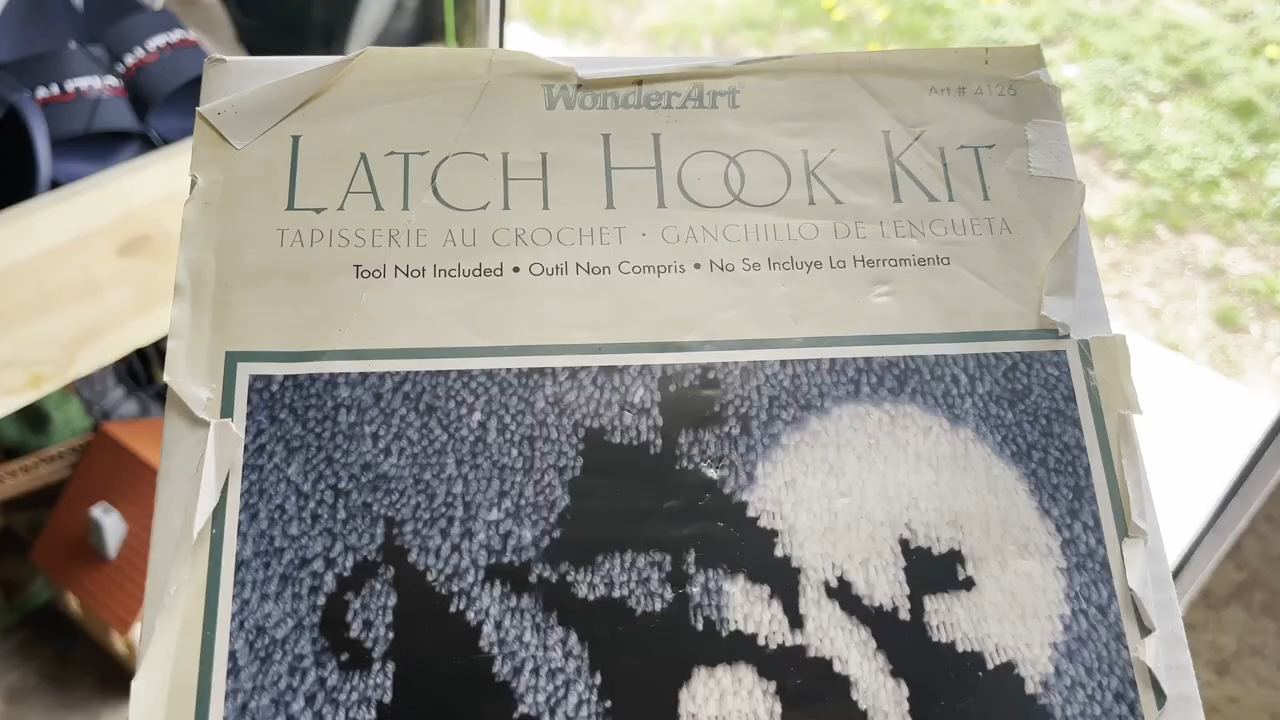 WonderArt
Art.# 4126
LATCH HOOK KIT
TAPISSERIE AU CROCHET • GANCHILLO DE LENGUETA
Tool Not Included • Outil Non Compris • No Se Incluye La Herramienta